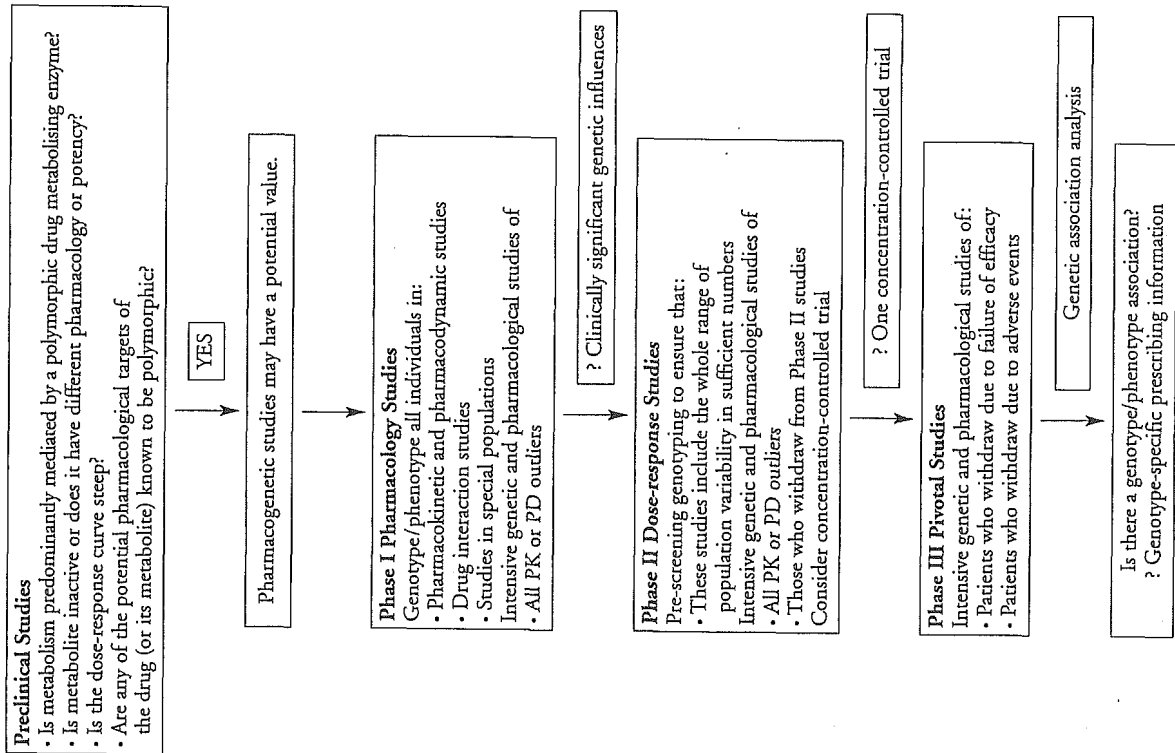 Preclinical Studies
• Is metabolism predominantly mediated by a polymorphic drug metabolising enzyme?
• Is metabolite inactive or does it have different pharmacology or potency?
• Is the dose-response curve steep?
• Are any of the potential pharmacological targets of
the drug (or its metabolite) known to be polymorphic?
YES
Pharmacogenetic studies may have a potential value.
Phase I Pharmacology Studies
Genotype/phenotype all individuals in:
• Pharmacokinetic and pharmacodynamic studies
• Drug interaction studies
• Studies in special populations
Intensive genetic and pharmacological studies of
• All PK or PD outliers
? Clinically significant genetic influences
Phase II Dose-response Studies
Pre-screening genotyping to ensure that:
• These studies include the whole range of
population variability in sufficient numbers
Intensive genetic and pharmacological studies of
• All PK or PD outliers
• Those who withdraw from Phase II studies
Consider concentration-controlled trial
? One concentration-controlled trial
Phase III Pivotal Studies
Intensive genetic and pharmacological studies of:
• Patients who withdraw due to failure of efficacy
• Patients who withdraw due to adverse events
Genetic association analysis
Is there a genotype/phenotype association?
? Genotype-specific prescribing information